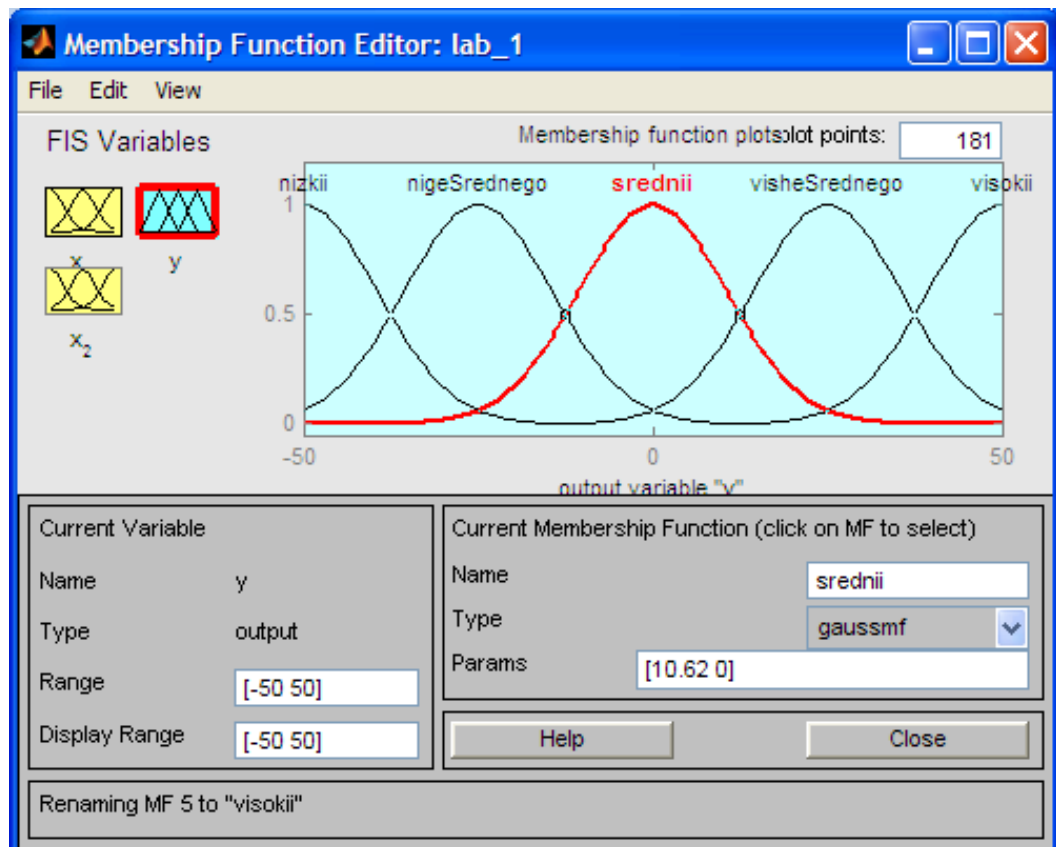 Membership Function Editor: lab_1
File Edit View
FIS Variables
Membership function plots plot points: 181
nizkii nigeSrednego srednii visheSrednego visokii
1
0.5
0
-50 0 50
output variable "y"
x y
x2
Current Variable
Name y
Type output
Range [-50 50]
Display Range [-50 50]
Current Membership Function (click on MF to select)
Name srednii
Type gaussmf
Params [10.62 0]
Help Close
Renaming MF 5 to "visokii"